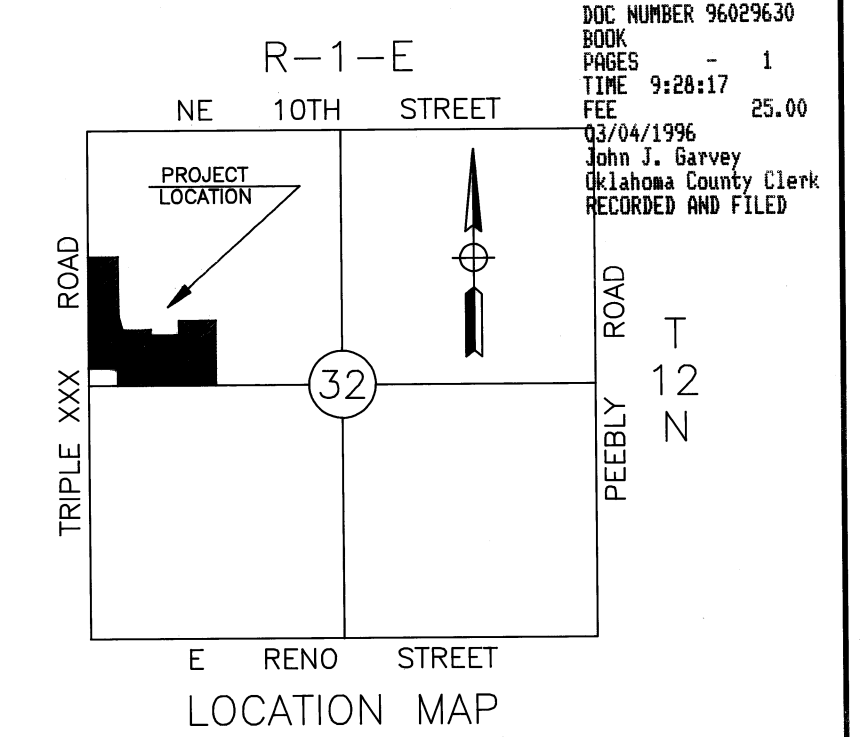 DOC NUMBER 96029630
BOOK
PAGES - 1
TIME 9:28:17
FEE 25.00
03/04/1996
John J. Garvey
Oklahoma County Clerk
RECORDED AND FILED
R-1-E
NE 10TH STREET
PROJECT
LOCATION
TRIPLE XXX ROAD
32
PEEBLY ROAD
T
12
N
E RENO STREET
LOCATION MAP